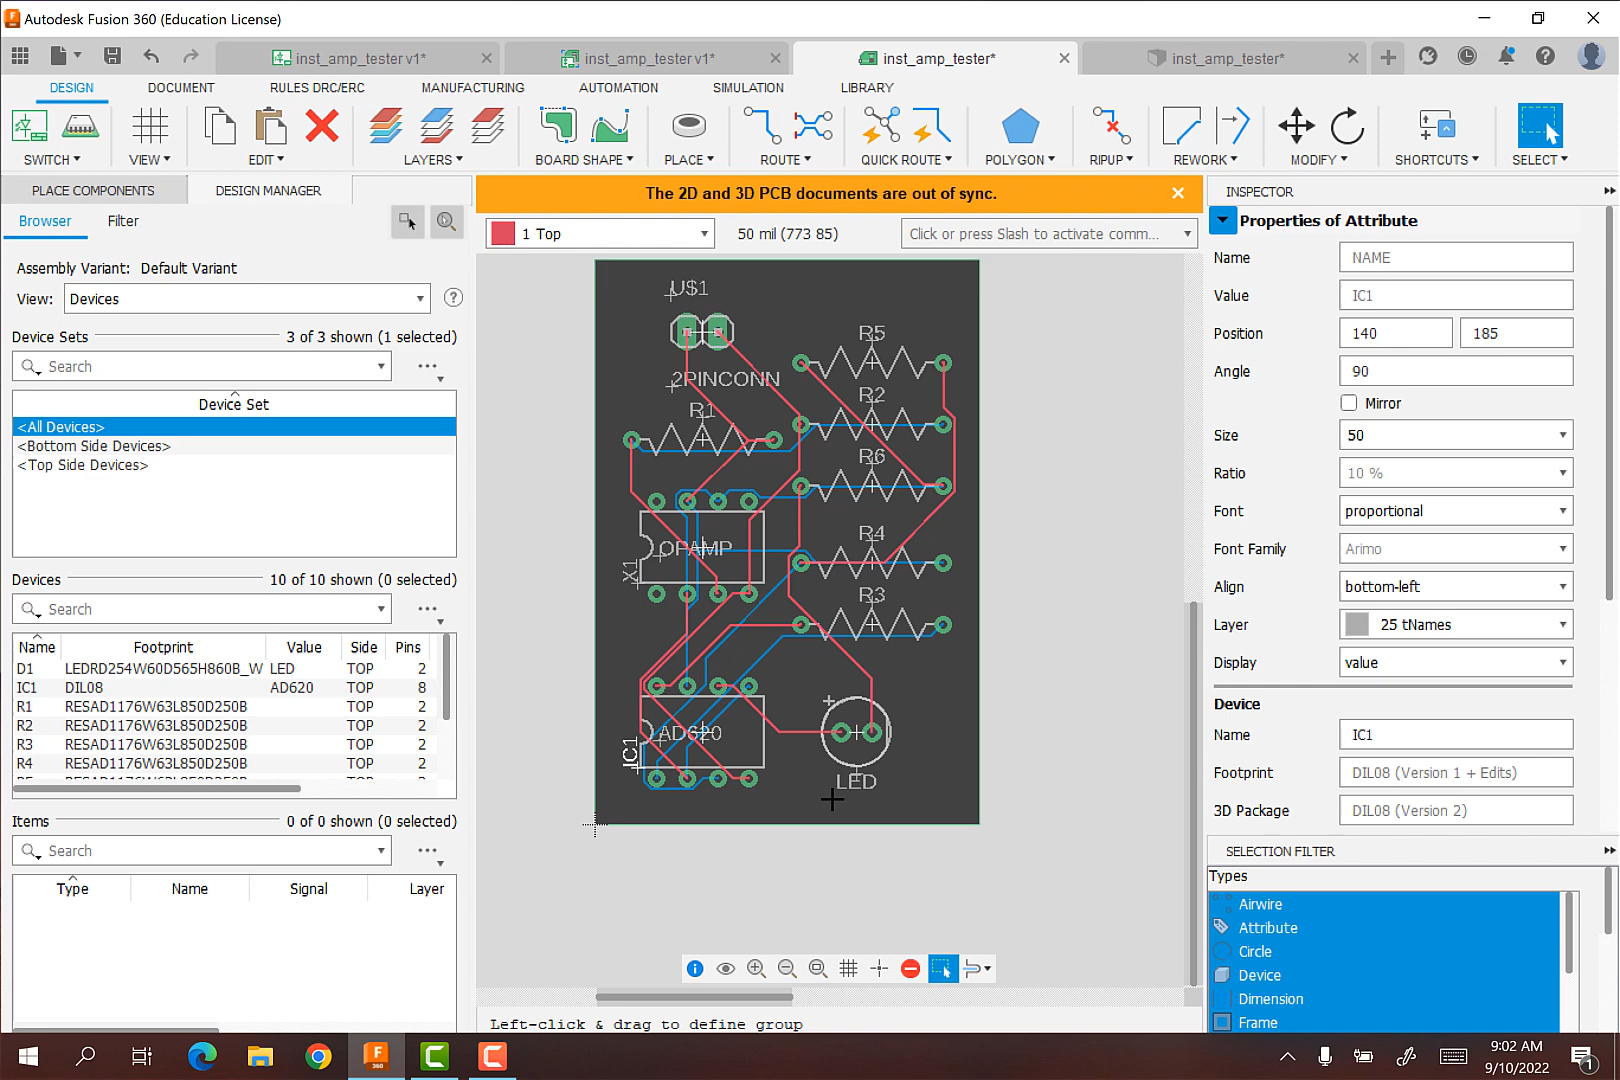 Autodesk Fusion 360 (Education License)
inst_amp_tester v1*
inst_amp_tester v1*
inst_amp_tester*
inst_amp_tester*
DESIGN
DOCUMENT
RULES DRC/ERC
MANUFACTURING
AUTOMATION
SIMULATION
LIBRARY
SWITCH
VIEW
EDIT
LAYERS
BOARD SHAPE
PLACE
ROUTE
QUICK ROUTE
POLYGON
RIPUP
REWORK
MODIFY
SHORTCUTS
SELECT
PLACE COMPONENTS
DESIGN MANAGER
Browser
Filter
Assembly Variant: Default Variant
View: Devices
Device Sets 3 of 3 shown (1 selected)
Search
Device Set
<All Devices>
<Bottom Side Devices>
<Top Side Devices>
Devices 10 of 10 shown (0 selected)
Search
Name Footprint Value Side Pins
D1 LEDRD254W60D565H860B_W LED TOP 2
IC1 DIL08 AD620 TOP 8
R1 RESAD1176W63L850D250B TOP 2
R2 RESAD1176W63L850D250B TOP 2
R3 RESAD1176W63L850D250B TOP 2
R4 RESAD1176W63L850D250B TOP 2
Items 0 of 0 shown (0 selected)
Search
Type Name Signal Layer
The 2D and 3D PCB documents are out of sync.
1 Top
50 mil (773 85)
Click or press Slash to activate comm...
U$1
2PINCONN
R5
R2
R1
R6
OPAMP
X1
R4
R3
AD620
IC1
LED
Left-click & drag to define group
INSPECTOR
Properties of Attribute
Name NAME
Value IC1
Position 140 185
Angle 90
Mirror
Size 50
Ratio 10 %
Font proportional
Font Family Arimo
Align bottom-left
Layer 25 tNames
Display value
Device
Name IC1
Footprint DIL08 (Version 1 + Edits)
3D Package DIL08 (Version 2)
SELECTION FILTER
Types
Airwire
Attribute
Circle
Device
Dimension
Frame
F
360
9:02 AM
9/10/2022
1